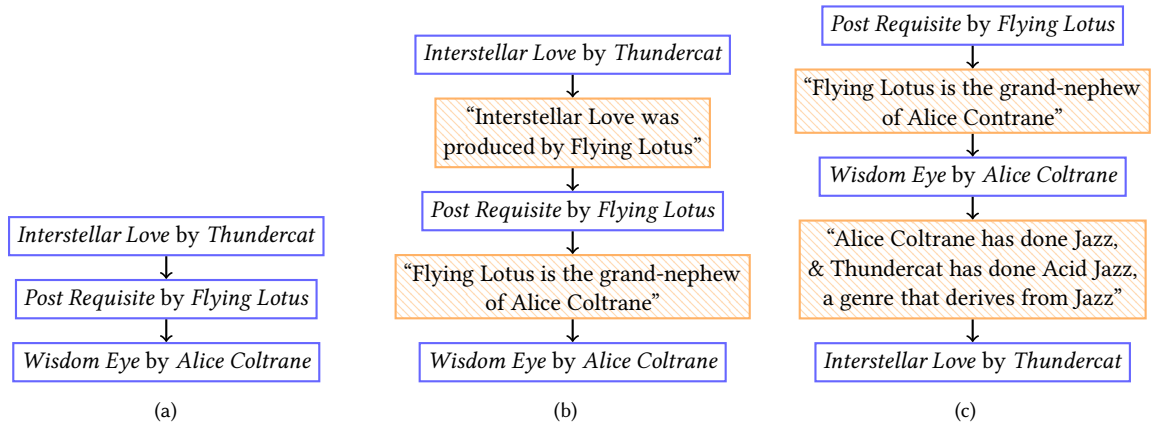 Interstellar Love by Thundercat
Post Requisite by Flying Lotus
Wisdom Eye by Alice Coltrane
(a)
Interstellar Love by Thundercat
“Interstellar Love was
produced by Flying Lotus”
Post Requisite by Flying Lotus
“Flying Lotus is the grand-nephew
of Alice Coltrane”
Wisdom Eye by Alice Coltrane
(b)
Post Requisite by Flying Lotus
“Flying Lotus is the grand-nephew
of Alice Contrane”
Wisdom Eye by Alice Coltrane
“Alice Coltrane has done Jazz,
& Thundercat has done Acid Jazz,
a genre that derives from Jazz”
Interstellar Love by Thundercat
(c)